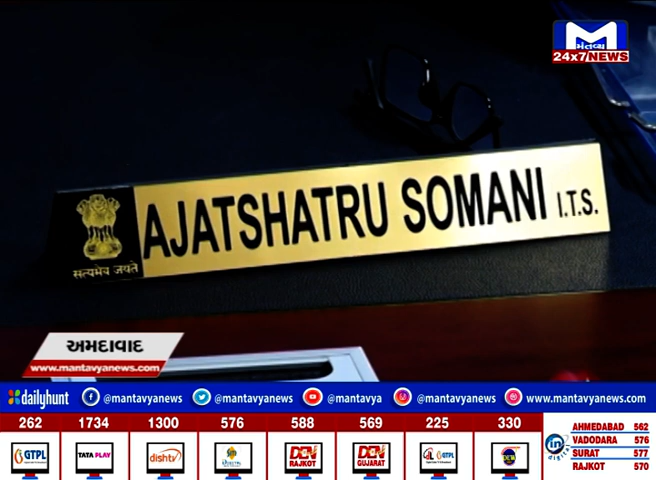 M
મંતવ્ય
24x7NEWS
AJATSHATRU SOMANI I.T.S.
सत्यमेव जयते
અમદાવાદ
www.mantavyanews.com
dailyhunt @mantavyanews @mantavyanews @mantavya @mantavyanews www.mantavyanews.com
262 1734 1300 576 588 569 225 330
GTPL TATA PLAY dishtv DEN RAJKOT DEN GUJARAT GTPL
in digital
AHMEDABAD 562
VADODARA 576
SURAT 577
RAJKOT 570